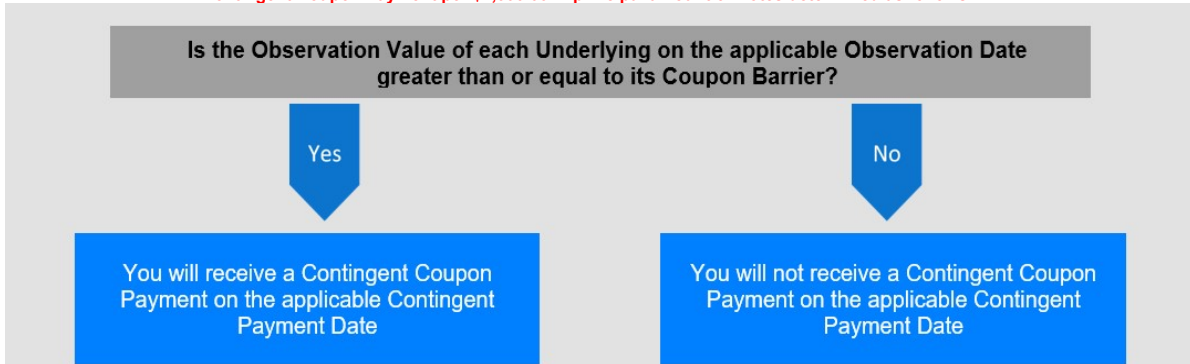 Is the Observation Value of each Underlying on the applicable Observation Date
greater than or equal to its Coupon Barrier?
Yes
No
You will receive a Contingent Coupon
Payment on the applicable Contingent
Payment Date
You will not receive a Contingent Coupon
Payment on the applicable Contingent
Payment Date